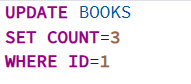 UPDATE BOOKS
SET COUNT=3
WHERE ID=1